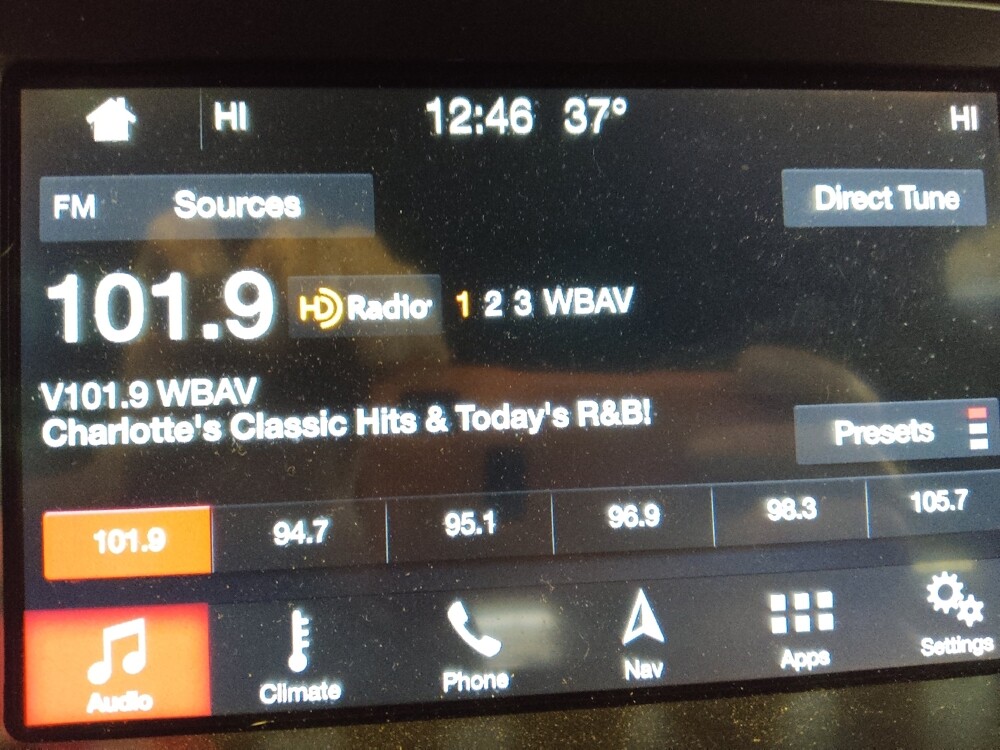 HI 12:46 37° HI
FM Sources Direct Tune
101.9 HD Radio 1 2 3 WBAV
V101.9 WBAV
Charlotte's Classic Hits & Today's R&B!
Presets
101.9 94.7 95.1 96.9 98.3 105.7
Audio Climate Phone Nav Apps Settings